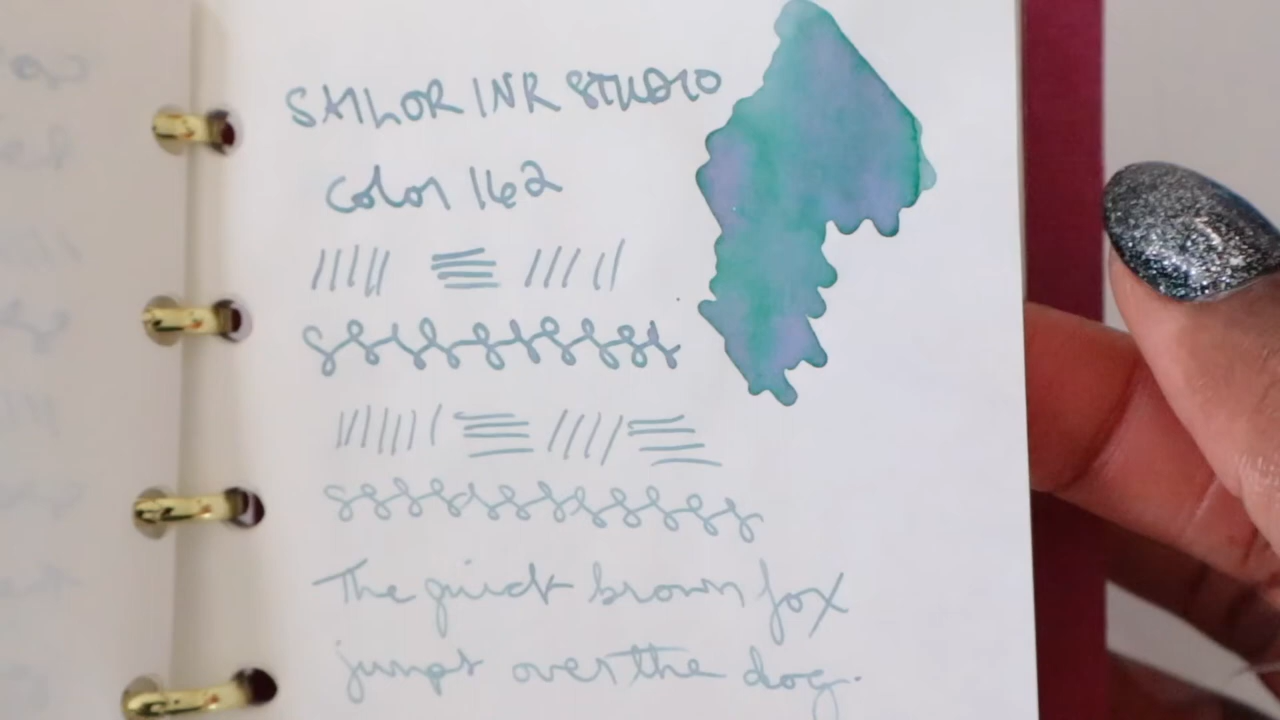 SAILOR INK STUDIO
Color 162
The quick brown fox
jumps over the dog.